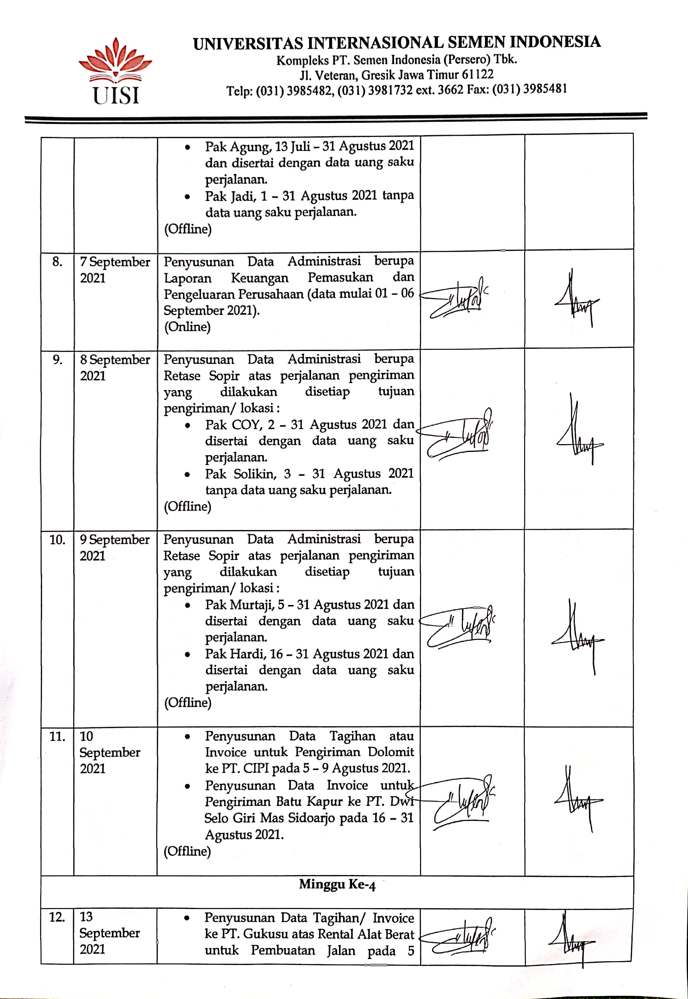 UISI
UNIVERSITAS INTERNASIONAL SEMEN INDONESIA
Kompleks PT. Semen Indonesia (Persero) Tbk.
Jl. Veteran, Gresik Jawa Timur 61122
Telp: (031) 3985482, (031) 3981732 ext. 3662 Fax: (031) 3985481
• Pak Agung, 13 Juli – 31 Agustus 2021
dan disertai dengan data uang saku
perjalanan.
• Pak Jadi, 1 – 31 Agustus 2021 tanpa
data uang saku perjalanan.
(Offline)
8. 7 September Penyusunan Data Administrasi berupa
2021 Laporan Keuangan Pemasukan dan
Pengeluaran Perusahaan (data mulai 01 – 06
September 2021).
(Online)
9. 8 September Penyusunan Data Administrasi berupa
2021 Retase Sopir atas perjalanan pengiriman
yang dilakukan disetiap tujuan
pengiriman/ lokasi :
• Pak COY, 2 – 31 Agustus 2021 dan
disertai dengan data uang saku
perjalanan.
• Pak Solikin, 3 – 31 Agustus 2021
tanpa data uang saku perjalanan.
(Offline)
10. 9 September Penyusunan Data Administrasi berupa
2021 Retase Sopir atas perjalanan pengiriman
yang dilakukan disetiap tujuan
pengiriman/ lokasi :
• Pak Murtaji, 5 – 31 Agustus 2021 dan
disertai dengan data uang saku
perjalanan.
• Pak Hardi, 16 – 31 Agustus 2021 dan
disertai dengan data uang saku
perjalanan.
(Offline)
11. 10 • Penyusunan Data Tagihan atau
September Invoice untuk Pengiriman Dolomit
2021 ke PT. CIPI pada 5 – 9 Agustus 2021.
• Penyusunan Data Invoice untuk
Pengiriman Batu Kapur ke PT. Dwi
Selo Giri Mas Sidoarjo pada 16 – 31
Agustus 2021.
(Offline)
Minggu Ke-4
12. 13 • Penyusunan Data Tagihan/ Invoice
September ke PT. Gukusu atas Rental Alat Berat
2021 untuk Pembuatan Jalan pada 5